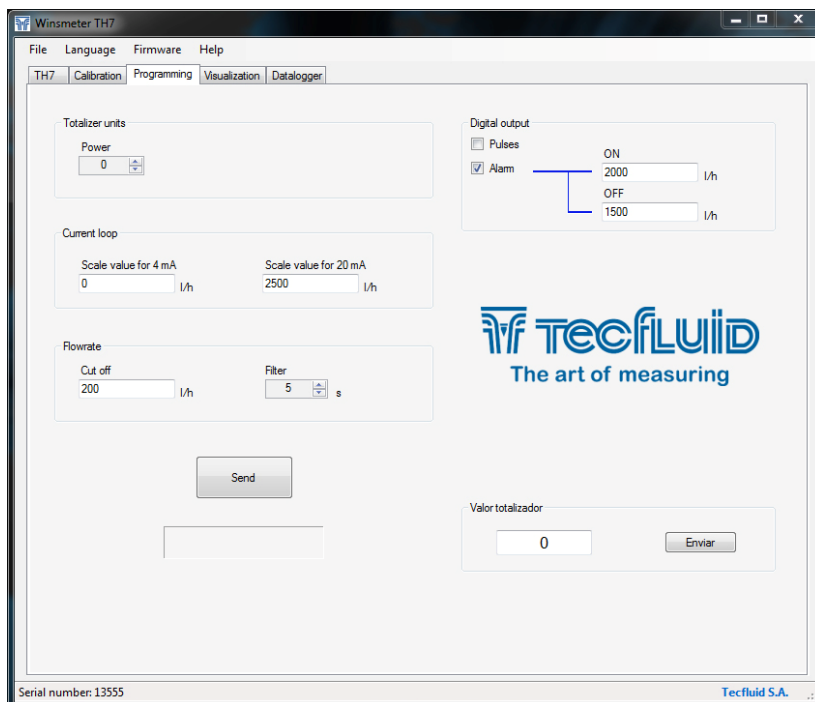 Winsmeter TH7
File Language Firmware Help
TH7 Calibration Programming Visualization Datalogger
Totalizer units
Power
0
Current loop
Scale value for 4 mA Scale value for 20 mA
0 l/h 2500 l/h
Flowrate
Cut off Filter
200 l/h 5 s
Send
Digital output
Pulses
Alarm
ON
2000 l/h
OFF
1500 l/h
TECFLUID
The art of measuring
Valor totalizador
0 Enviar
Serial number: 13555 Tecfluid S.A.